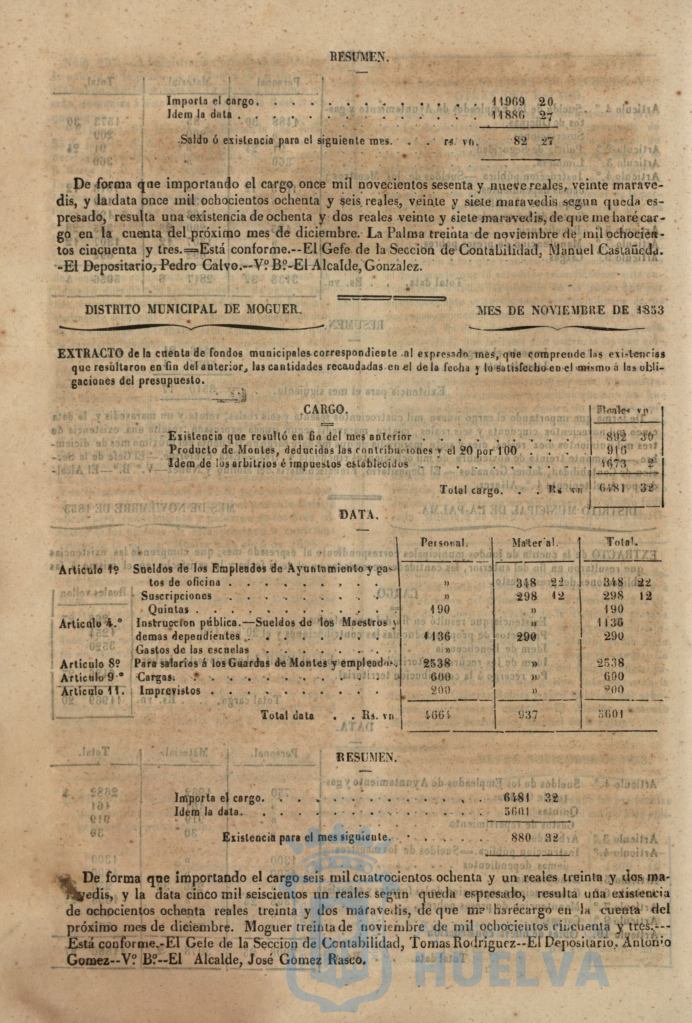 RESUMEN.
Importa el cargo. . . . . . . . . . . . . 11969 20
Idem la data . . . . . . . . . . . . . . 11886 27
Saldo ó existencia para el siguiente mes. . . rs. vn. 82 27
De forma que importando el cargo once mil novecientos sesenta y nueve reales, veinte marave-
dis, y la data once mil ochocientos ochenta y seis reales, veinte y siete maravedis segun queda es-
presado, resulta una existencia de ochenta y dos reales veinte y siete maravedis, de que me haré car-
go en la cuenta del próximo mes de diciembre. La Palma treinta de noviembre de mil ochocien-
tos cincuenta y tres.=Está conforme.--El Gefe de la Seccion de Contabilidad, Manuel Castañeda.
-El Depositario, Pedro Calvo.--Vº Bº-El Alcalde, Gonzalez.
DISTRITO MUNICIPAL DE MOGUER. MES DE NOVIEMBRE DE 1853
EXTRACTO de la cuenta de fondos municipales correspondiente al expresado mes, que comprende las existencias
que resultaron en fin del anterior, las cantidades recaudadas en el de la fecha y lo satisfecho en el mismo á las obli-
gaciones del presupuesto.
CARGO. Reales vn.
Existencia que resultó en fin del mes anterior . . . . . . . 892 30
Producto de Montes, deducidas las contribuciones y el 20 por 100 . . . . 916
Idem de los arbitrios é impuestos establecidos . . . . . . . 4673 2
Total cargo. . . Rs vn 6481 32
DATA.
Personal. Material. Total.
Articulo 1º Sueldos de los Empleados de Ayuntamiento y gas-
tos de oficina . . . . . . . . » 348 22 348 22
Suscripciones . . . . . . . . » 298 12 298 12
Quintas . . . . . . . . . 190 » 190
Articulo 4.º Instruccion pública.—Sueldos de los Maestros y » 1136
demas dependientes . . . . . . . 1136 290 290
Gastos de las escuelas »
Articulo 8º Para salarios á los Guardas de Montes y empleados. 2538 » 2538
Articulo 9º Cargas. . . . . . . . . . 600 » 600
Articulo 11. Imprevistos . . . . . . . . 200 » 200
Total data . . Rs. vn 4664 937 5601
RESUMEN.
Importa el cargo. . . . . . . . . . . . . 6481 32
Idem la data. . . . . . . . . . . . . . 5601
Existencia para el mes siguiente. . . . . . . 880 32
De forma que importando el cargo seis mil cuatrocientos ochenta y un reales treinta y dos ma-
ravedis, y la data cinco mil seiscientos un reales segun queda espresado, resulta una existencia
de ochocientos ochenta reales treinta y dos maravedis, de que me haré cargo en la cuenta del
próximo mes de diciembre. Moguer treinta de noviembre de mil ochocientos cincuenta y tres.---
Está conforme.-El Gefe de la Seccion de Contabilidad, Tomas Rodriguez--El Depositario, Antonio
Gomez--Vº Bº--El Alcalde, José Gomez Rasco.
HUELVA